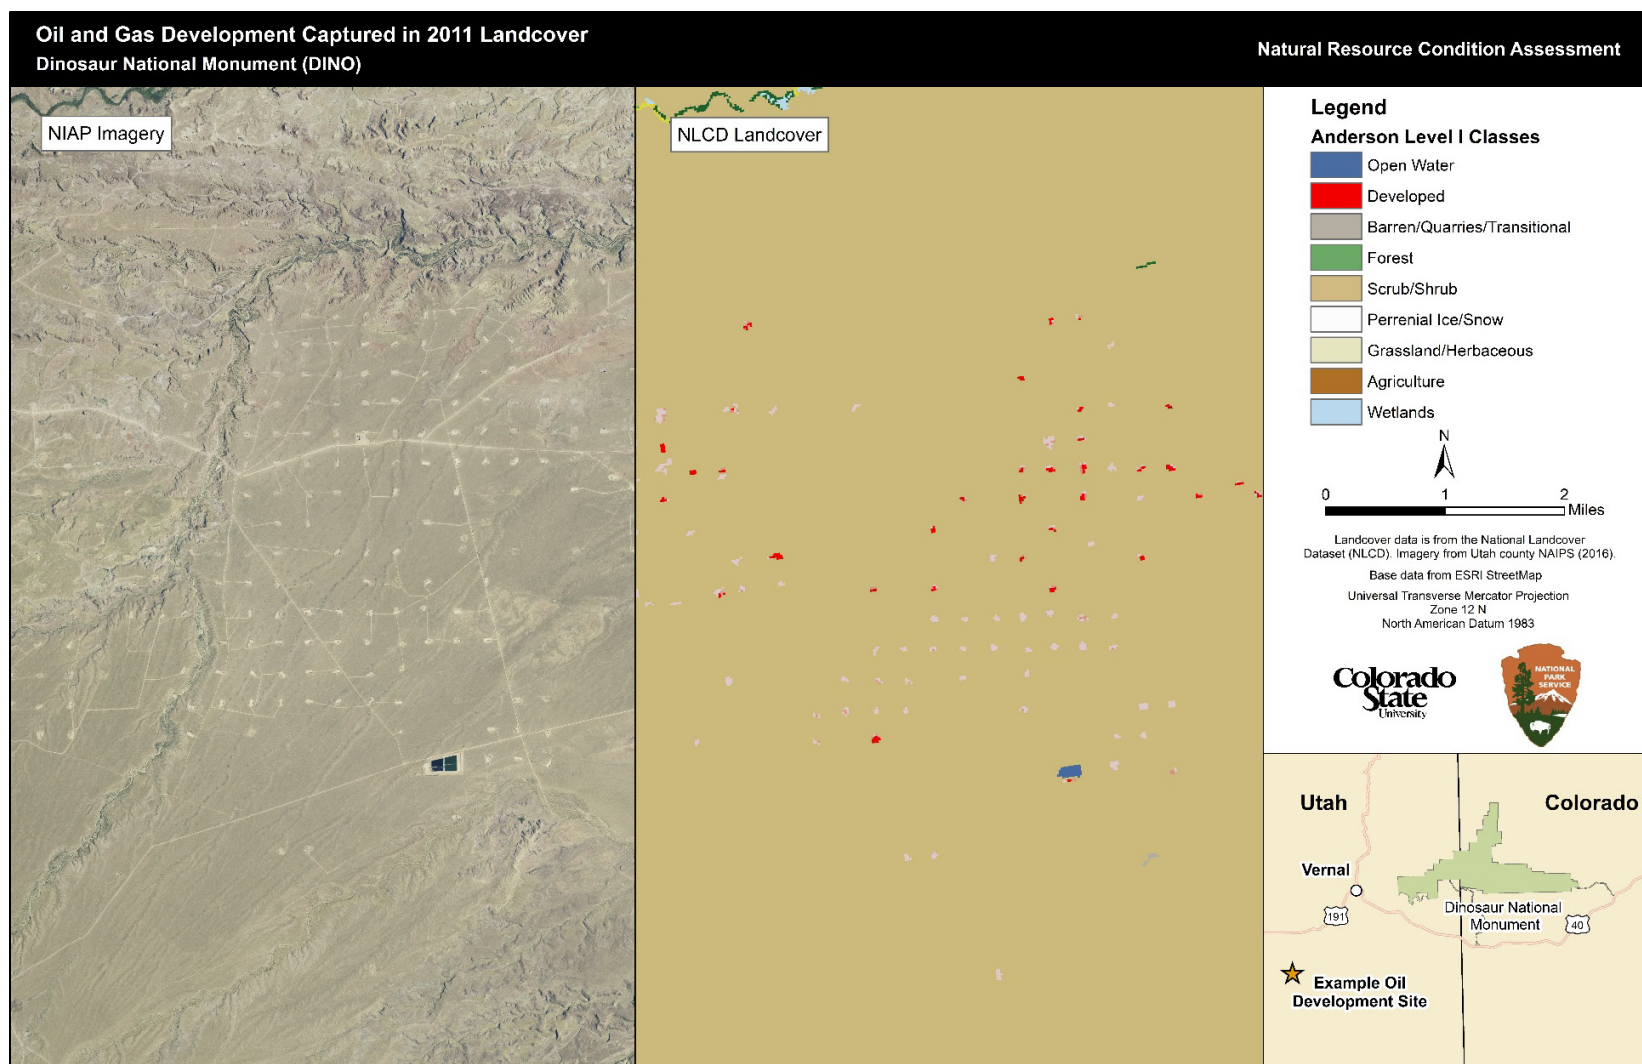 Oil and Gas Development Captured in 2011 Landcover
Dinosaur National Monument (DINO)
Natural Resource Condition Assessment
NIAP Imagery
NLCD Landcover
Legend
Anderson Level I Classes
Open Water
Developed
Barren/Quarries/Transitional
Forest
Scrub/Shrub
Perrenial Ice/Snow
Grassland/Herbaceous
Agriculture
Wetlands
N
0 1 2
Miles
Landcover data is from the National Landcover
Dataset (NLCD). Imagery from Utah county NAIPS (2016).
Base data from ESRI StreetMap
Universal Transverse Mercator Projection
Zone 12 N
North American Datum 1983
Colorado
State
University
NATIONAL
PARK
SERVICE
Utah
Colorado
Vernal
191
Dinosaur National
Monument
40
Example Oil
Development Site